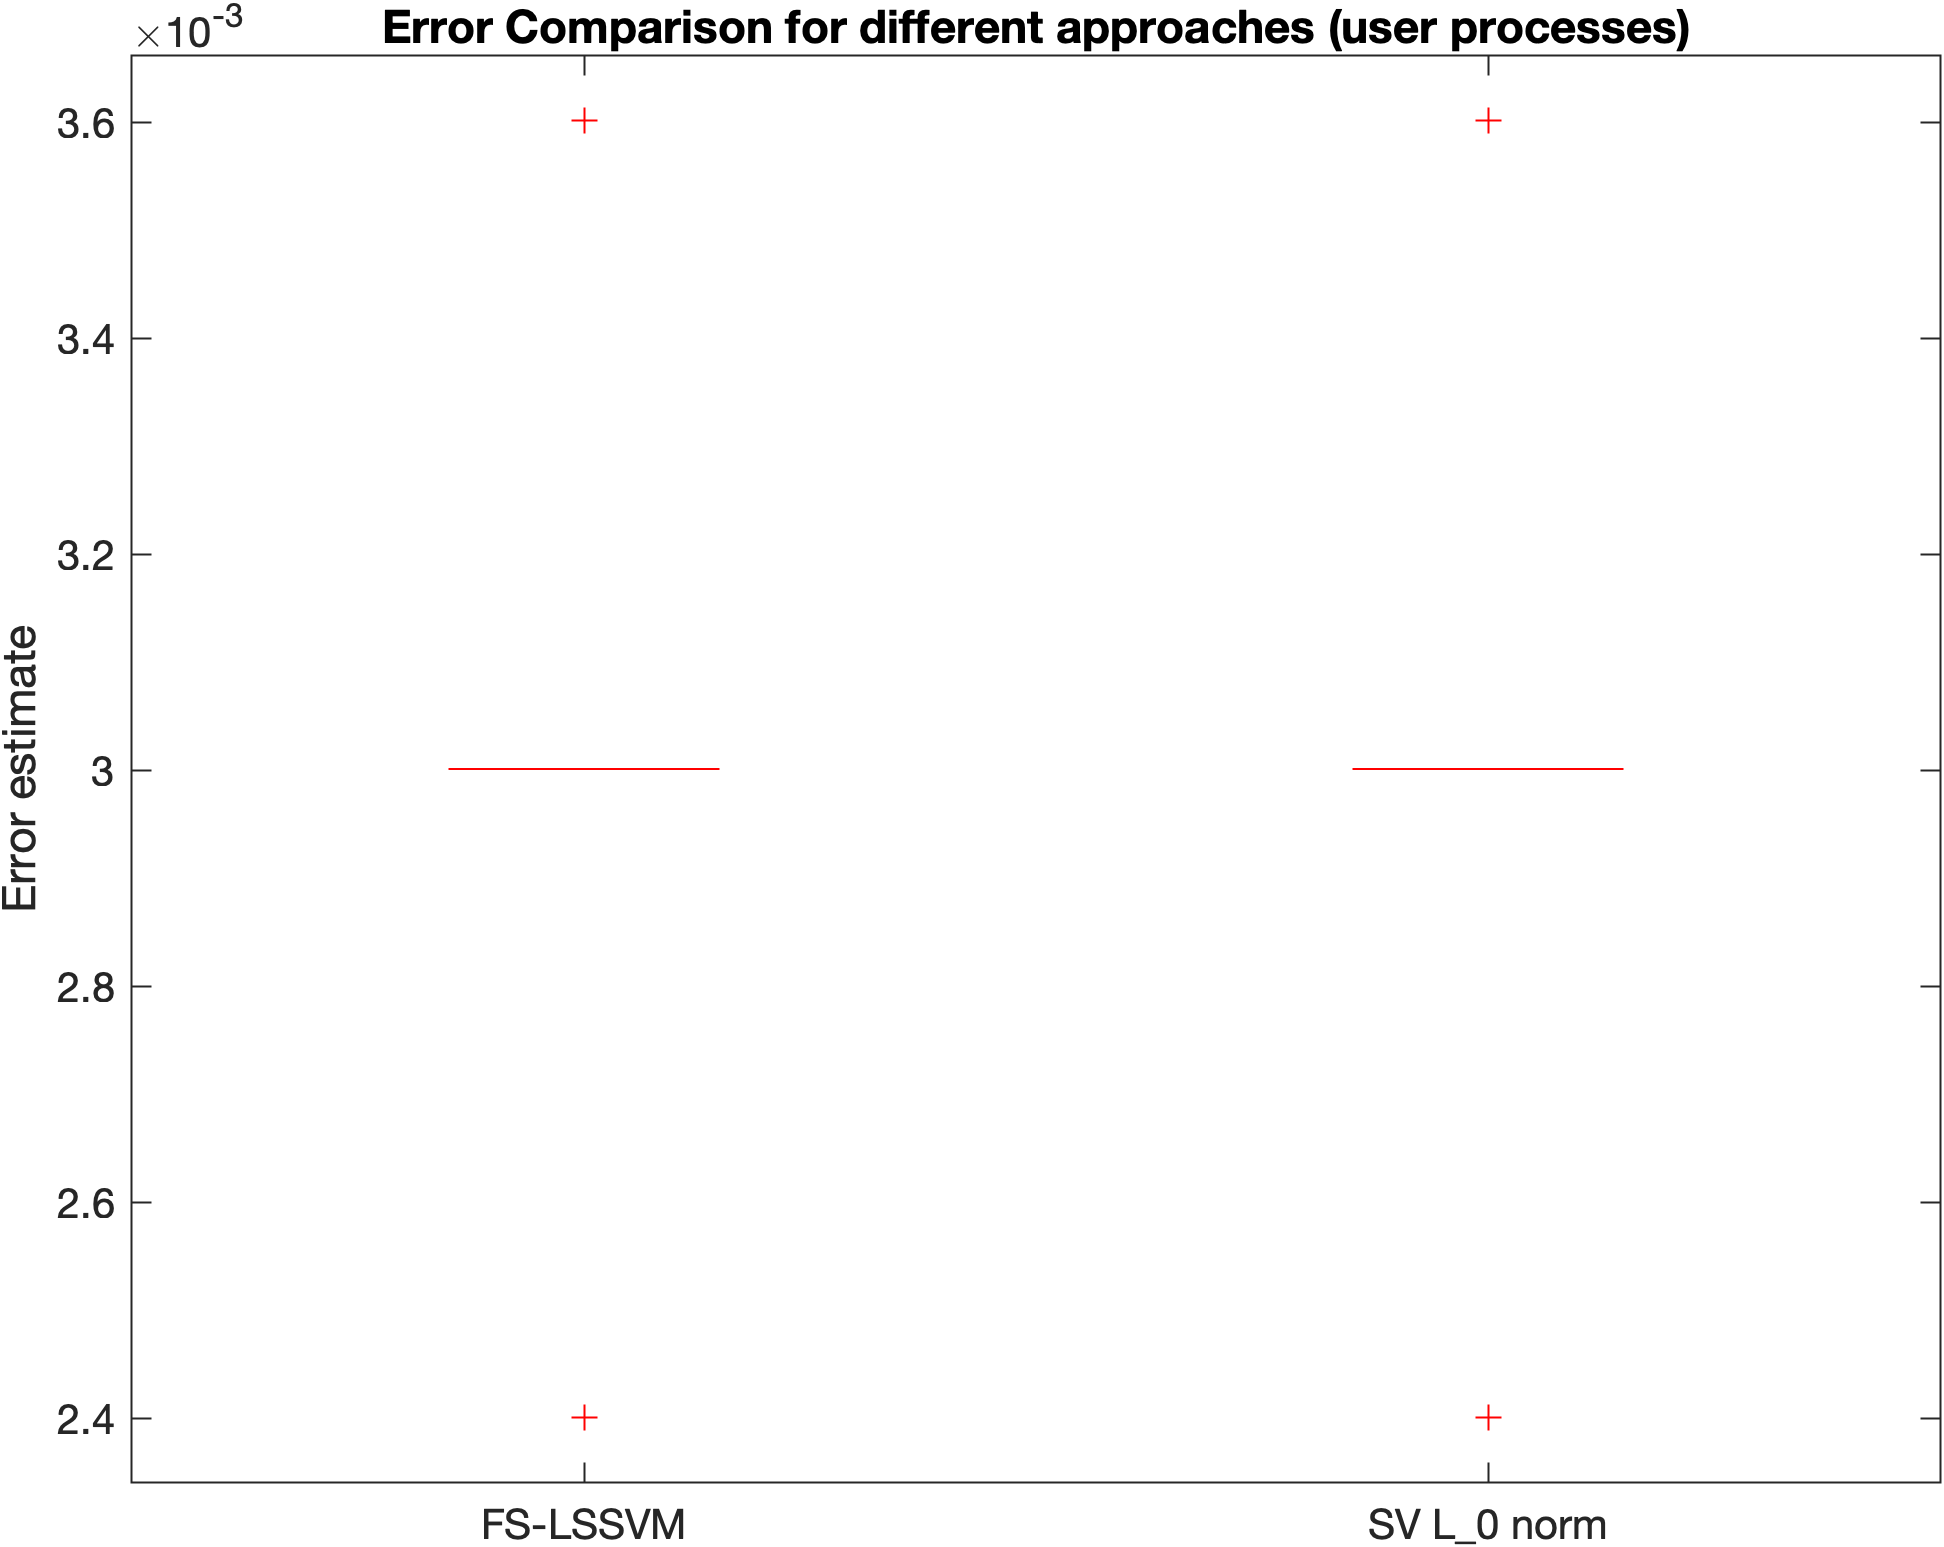 ×10⁻³
Error Comparison for different approaches (user processes)
3.6
3.4
3.2
3
2.8
2.6
2.4
Error estimate
FS-LSSVM
SV L_0 norm